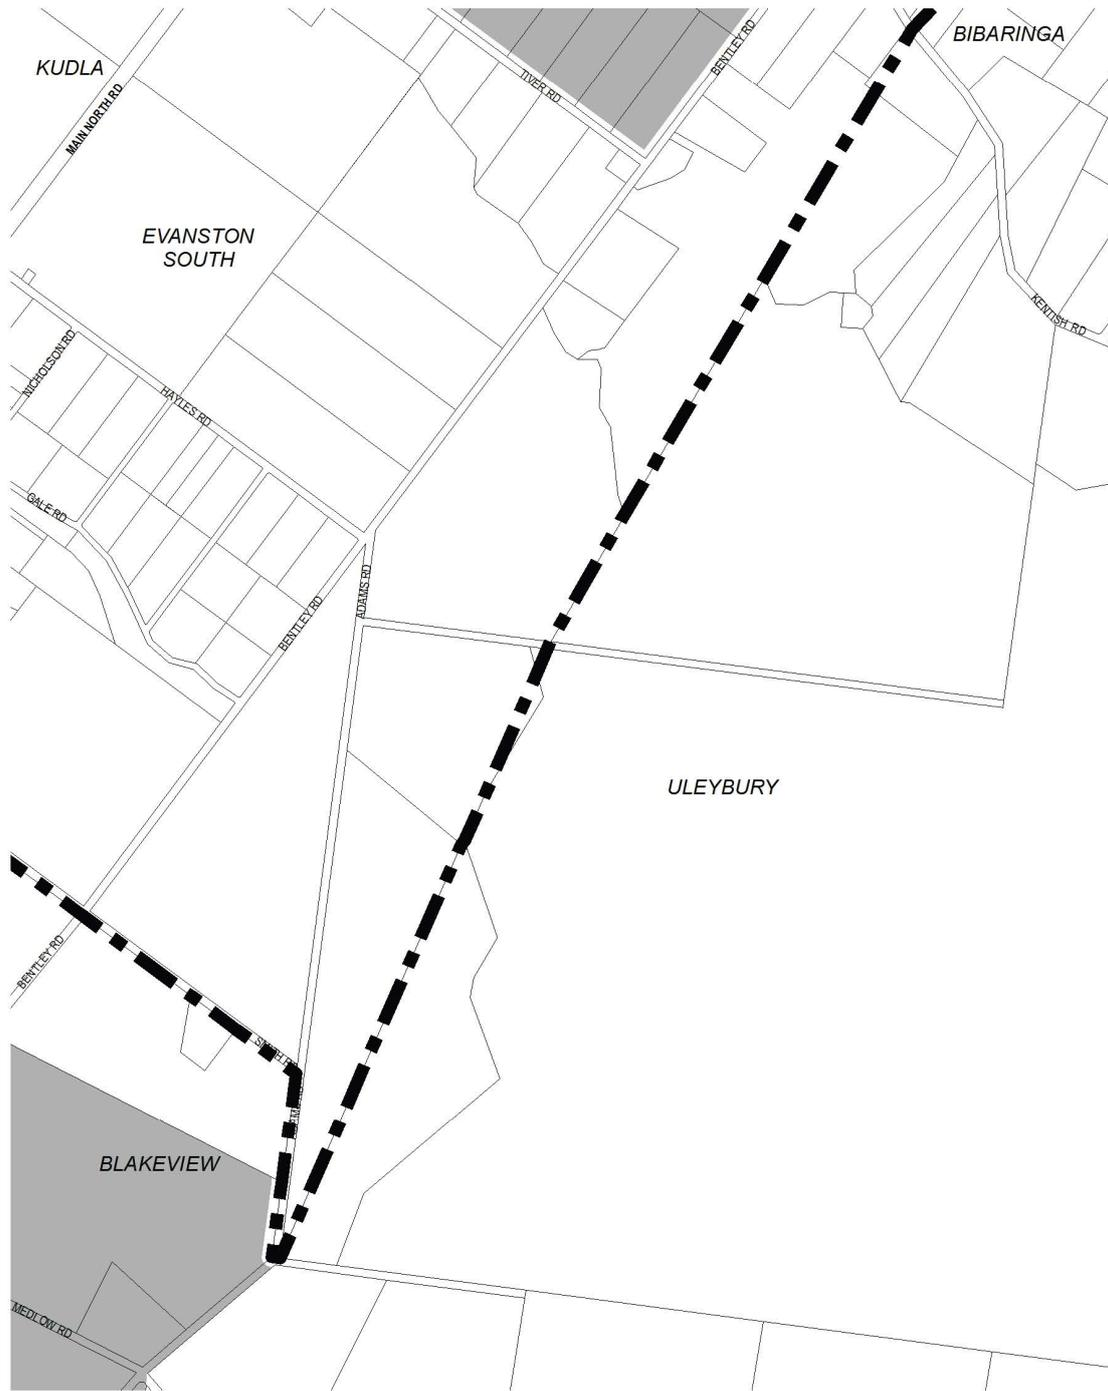 BIBARINGA
KUDLA
BENTLEY RD
TIVER RD
MAIN NORTH RD
EVANSTON
SOUTH
KENTISH RD
NICHOLSON RD
HAYLES RD
GALE RD
ADAMS RD
BENTLEY RD
ULEYBURY
BENTLEY RD
BLAKEVIEW
MEDLOW RD